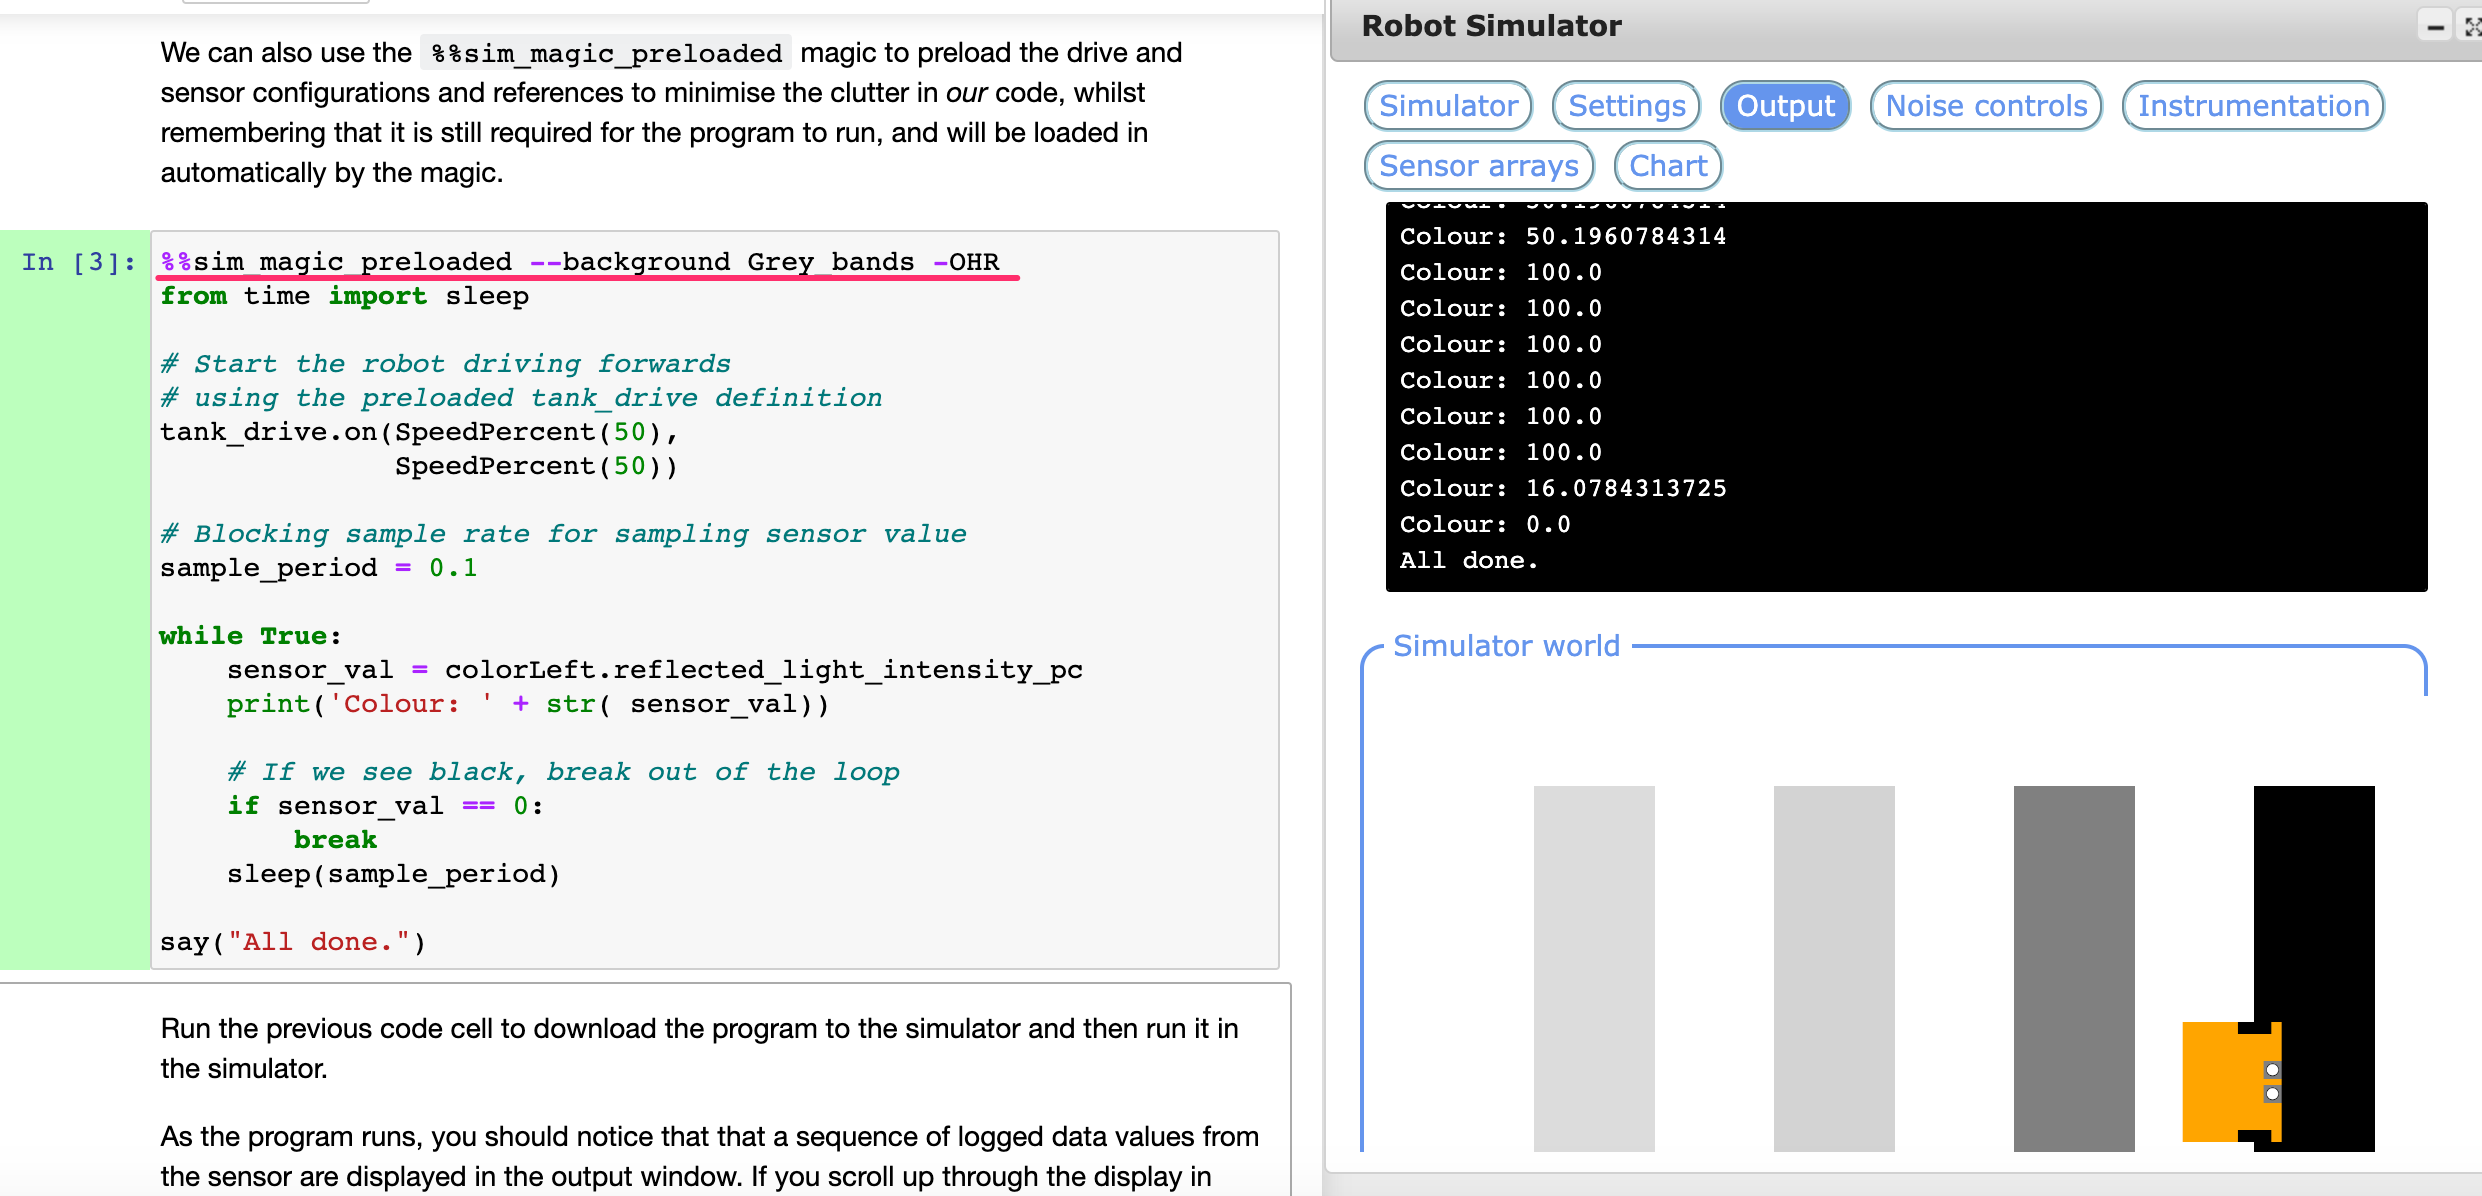 We can also use the %%sim_magic_preloaded magic to preload the drive and
sensor configurations and references to minimise the clutter in our code, whilst
remembering that it is still required for the program to run, and will be loaded in
automatically by the magic.
In [3]:
%%sim_magic_preloaded --background Grey_bands -OHR
from time import sleep
# Start the robot driving forwards
# using the preloaded tank_drive definition
tank_drive.on(SpeedPercent(50),
SpeedPercent(50))
# Blocking sample rate for sampling sensor value
sample_period = 0.1
while True:
sensor_val = colorLeft.reflected_light_intensity_pc
print('Colour: ' + str( sensor_val))
# If we see black, break out of the loop
if sensor_val == 0:
break
sleep(sample_period)
say("All done.")
Run the previous code cell to download the program to the simulator and then run it in
the simulator.
As the program runs, you should notice that that a sequence of logged data values from
the sensor are displayed in the output window. If you scroll up through the display in
Robot Simulator
Simulator Settings Output Noise controls Instrumentation
Sensor arrays Chart
Colour: 50.1960784314
Colour: 50.1960784314
Colour: 100.0
Colour: 100.0
Colour: 100.0
Colour: 100.0
Colour: 100.0
Colour: 100.0
Colour: 16.0784313725
Colour: 0.0
All done.
Simulator world